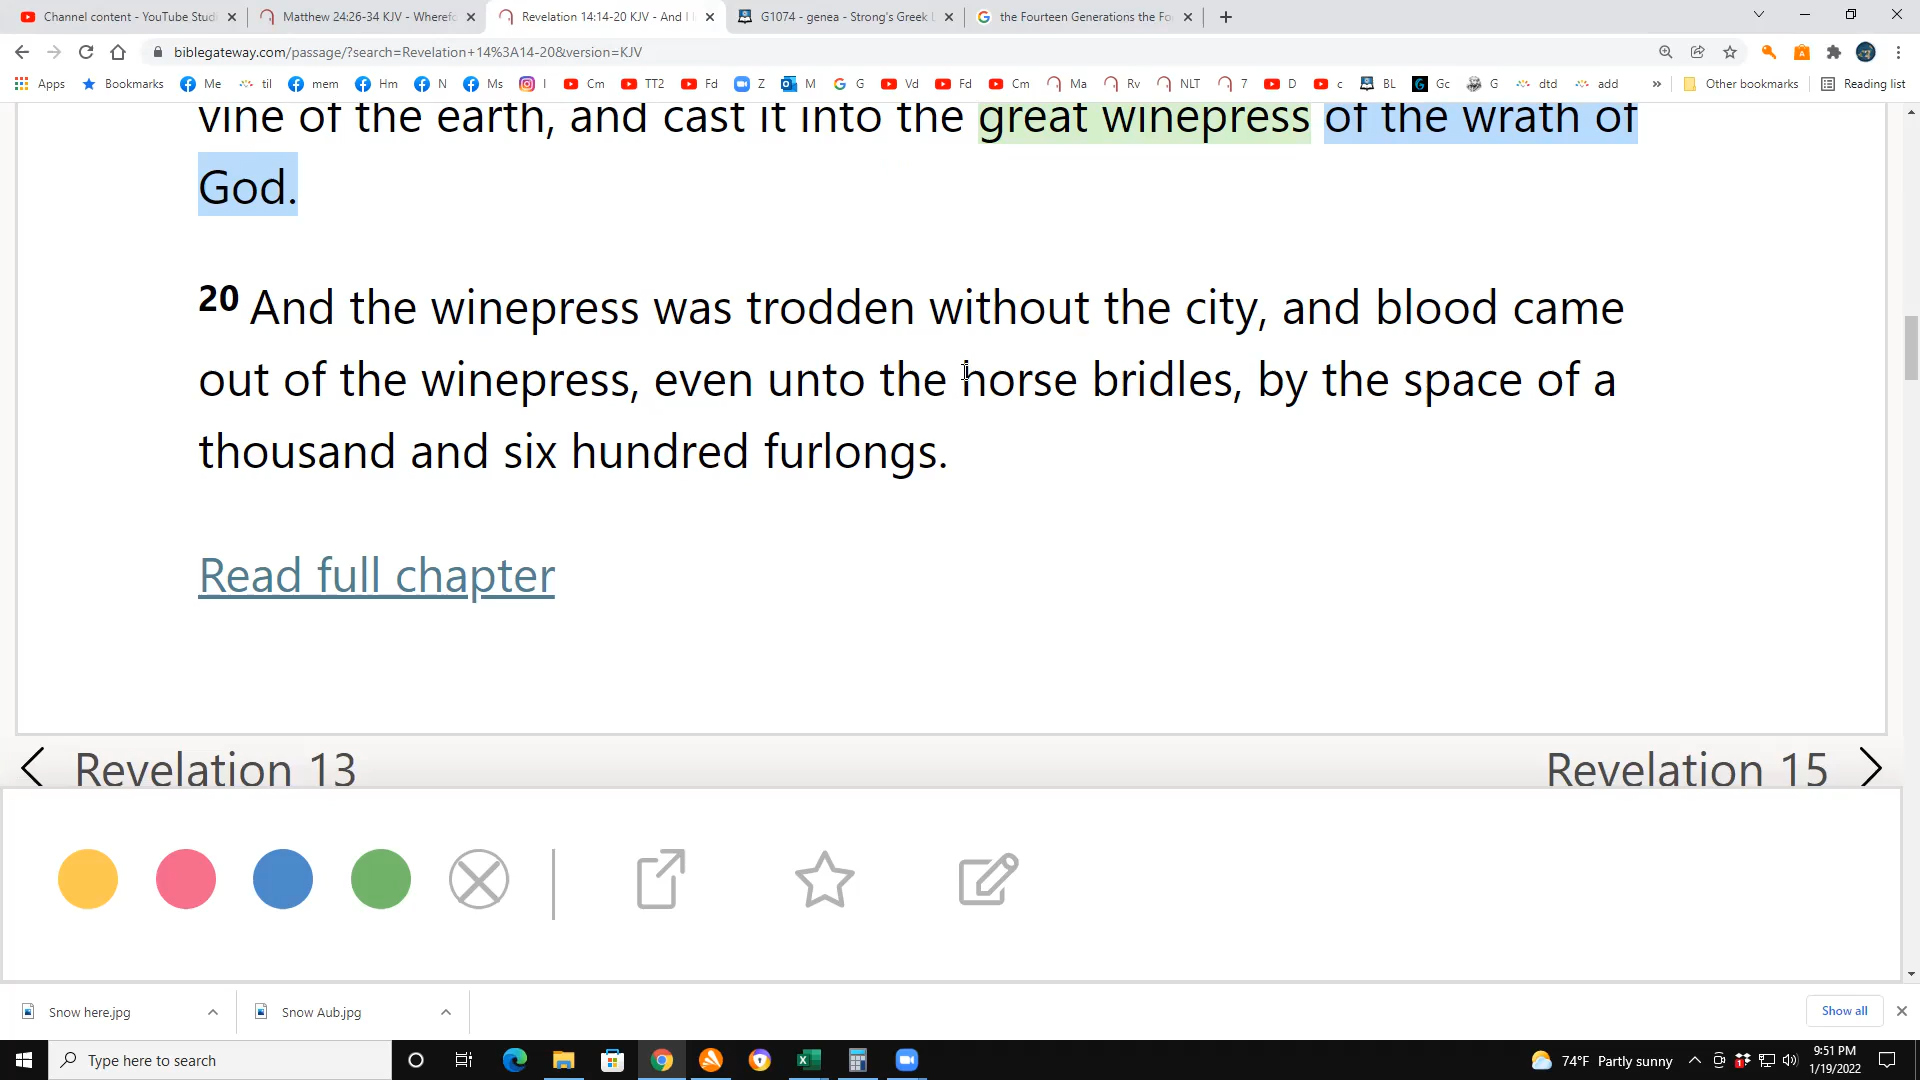 Channel content - YouTube Stud
Matthew 24:26-34 KJV - Wherefo
Revelation 14:14-20 KJV - And I l
G1074 - genea - Strong's Greek L
the Fourteen Generations the Fo
biblegateway.com/passage/?search=Revelation+14%3A14-20&version=KJV
Apps Bookmarks Me til mem Hm N Ms I Cm TT2 Fd Z M G Vd Fd Cm Ma Rv NLT 7 D c BL Gc G dtd add » Other bookmarks Reading list
vine of the earth, and cast it into the great winepress of the wrath of
God.
20 And the winepress was trodden without the city, and blood came
out of the winepress, even unto the horse bridles, by the space of a
thousand and six hundred furlongs.
Read full chapter
Revelation 13
Revelation 15
Snow here.jpg
Snow Aub.jpg
Show all
Type here to search
74°F Partly sunny
9:51 PM
1/19/2022